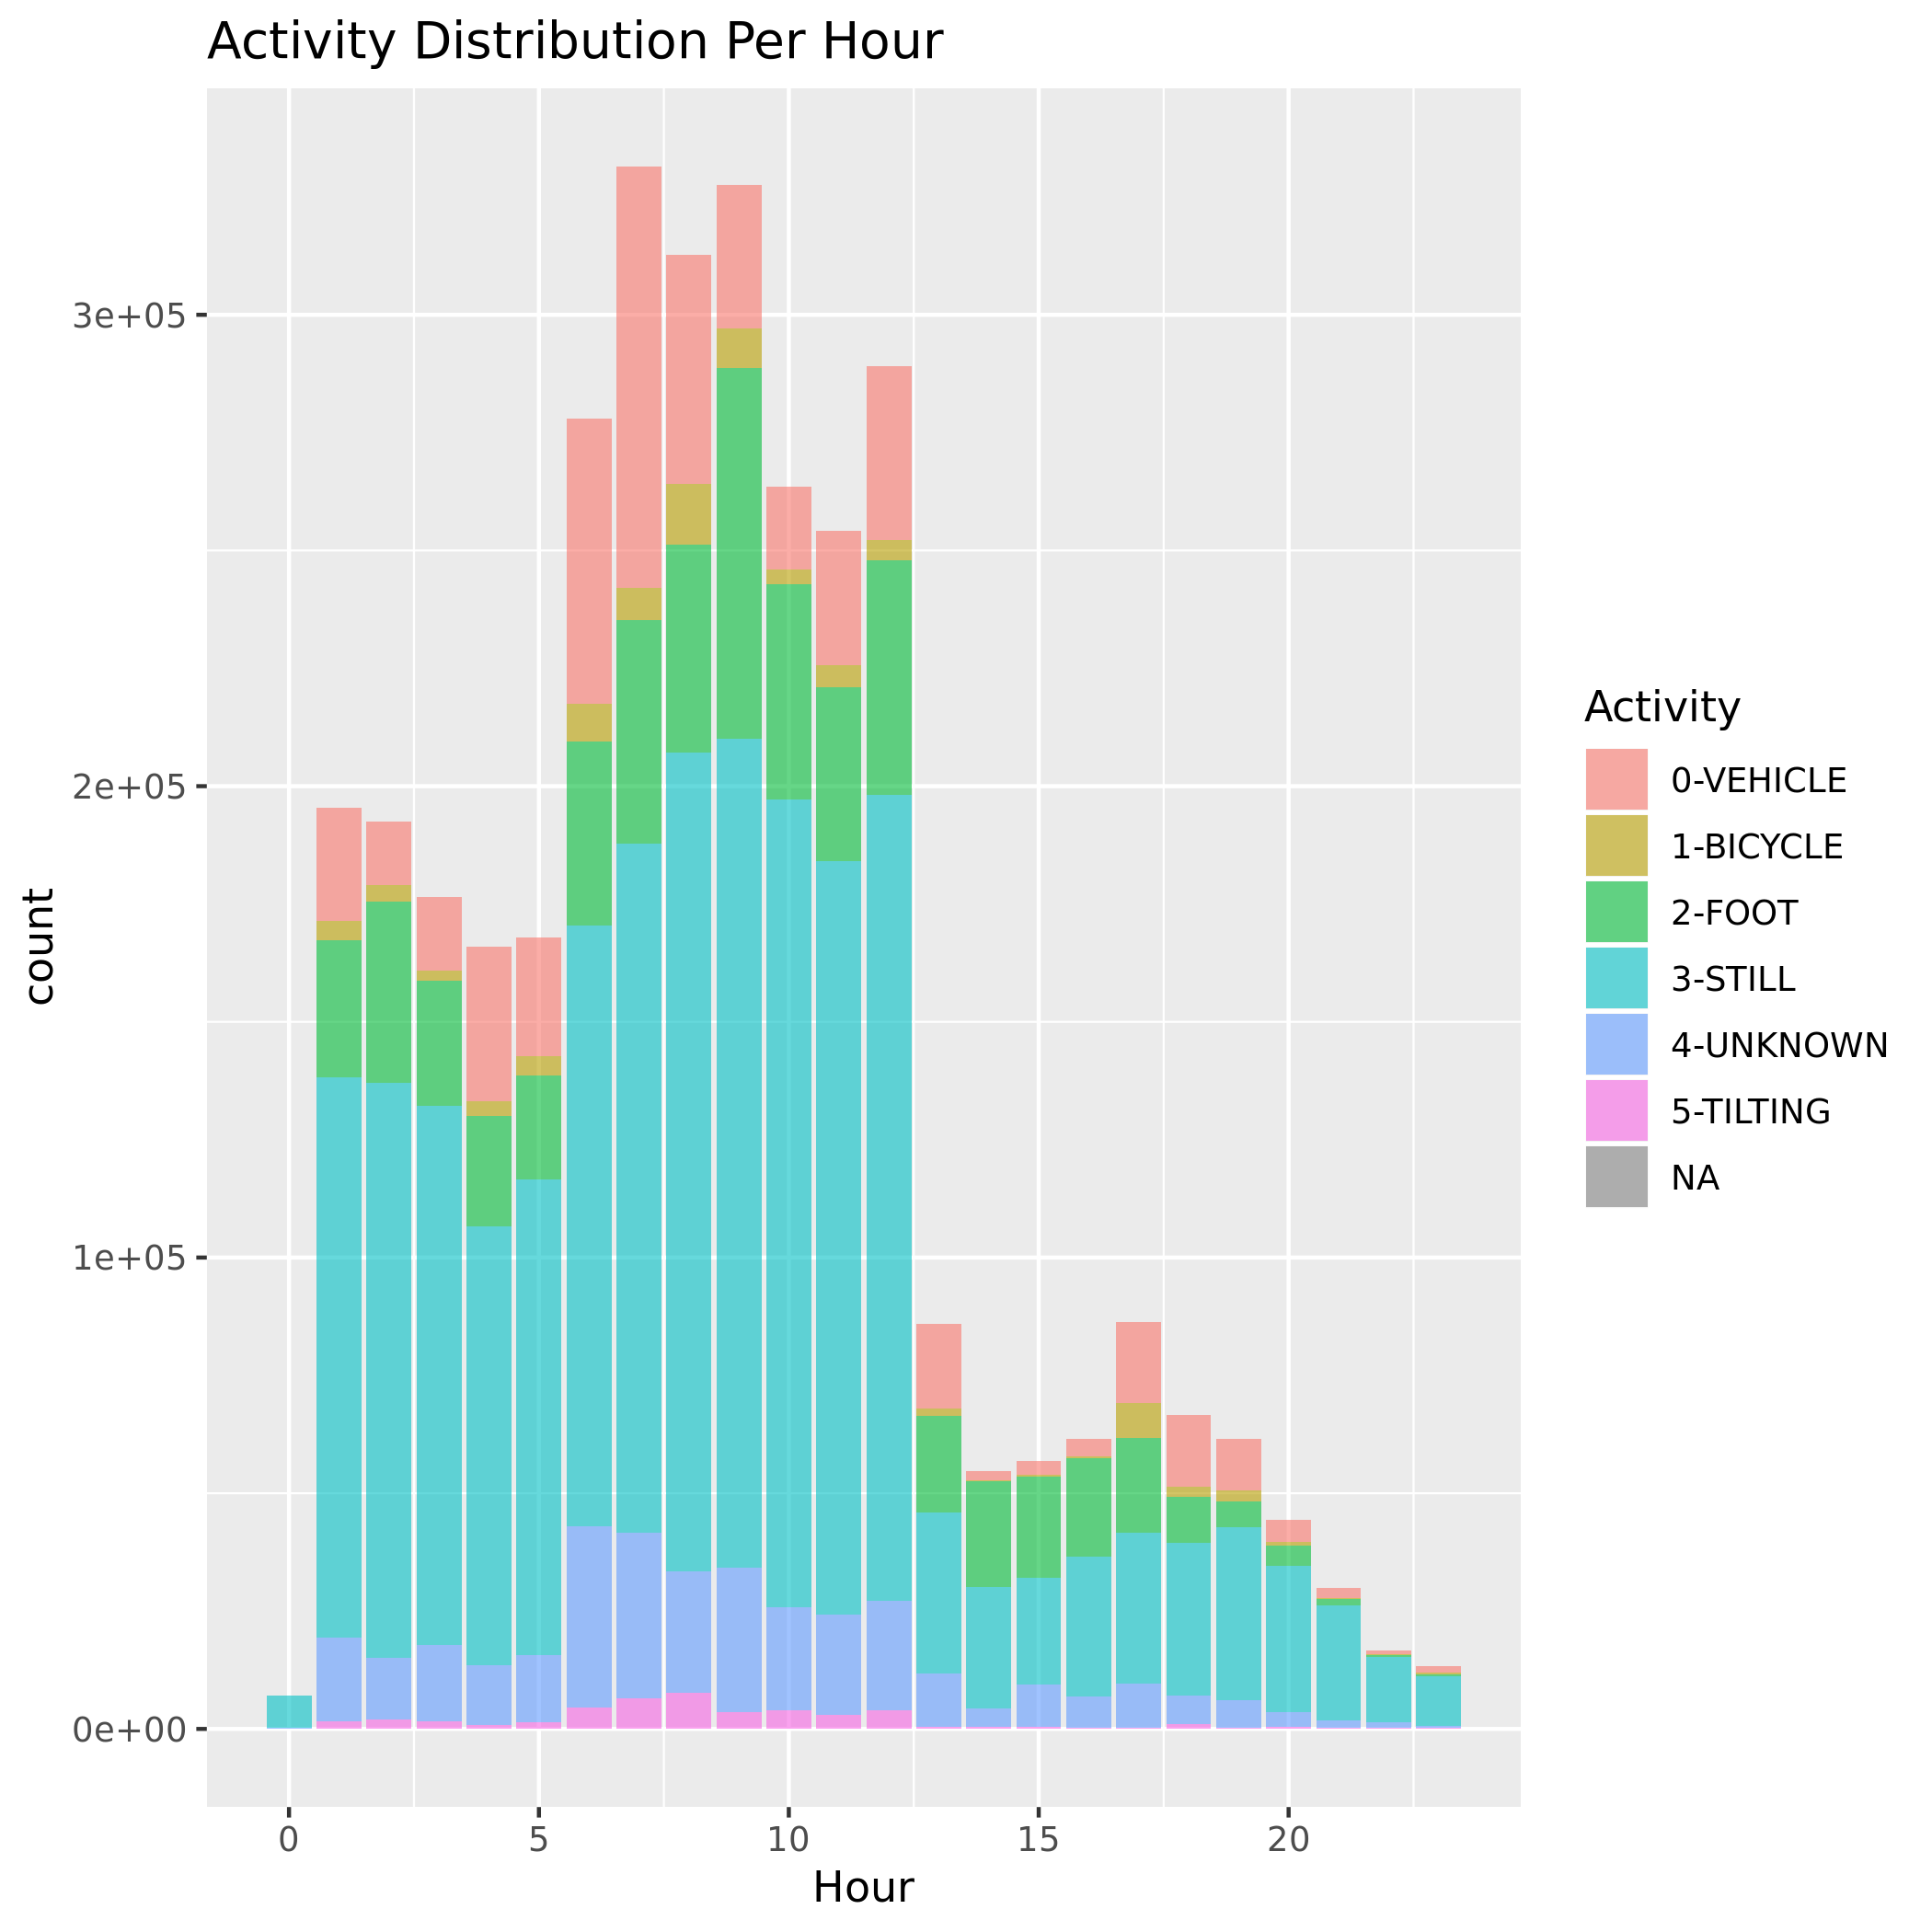 Activity Distribution Per Hour
3e+05
2e+05
1e+05
0e+00
count
0 5 10 15 20
Hour
Activity
0-VEHICLE
1-BICYCLE
2-FOOT
3-STILL
4-UNKNOWN
5-TILTING
NA